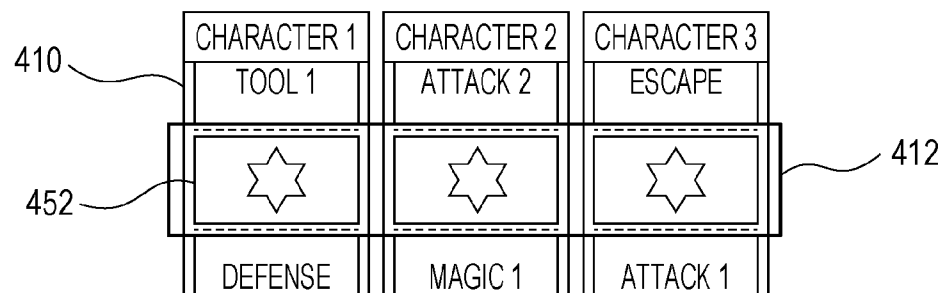 CHARACTER 1 CHARACTER 2 CHARACTER 3
410
TOOL 1 ATTACK 2 ESCAPE
412
452
DEFENSE MAGIC 1 ATTACK 1